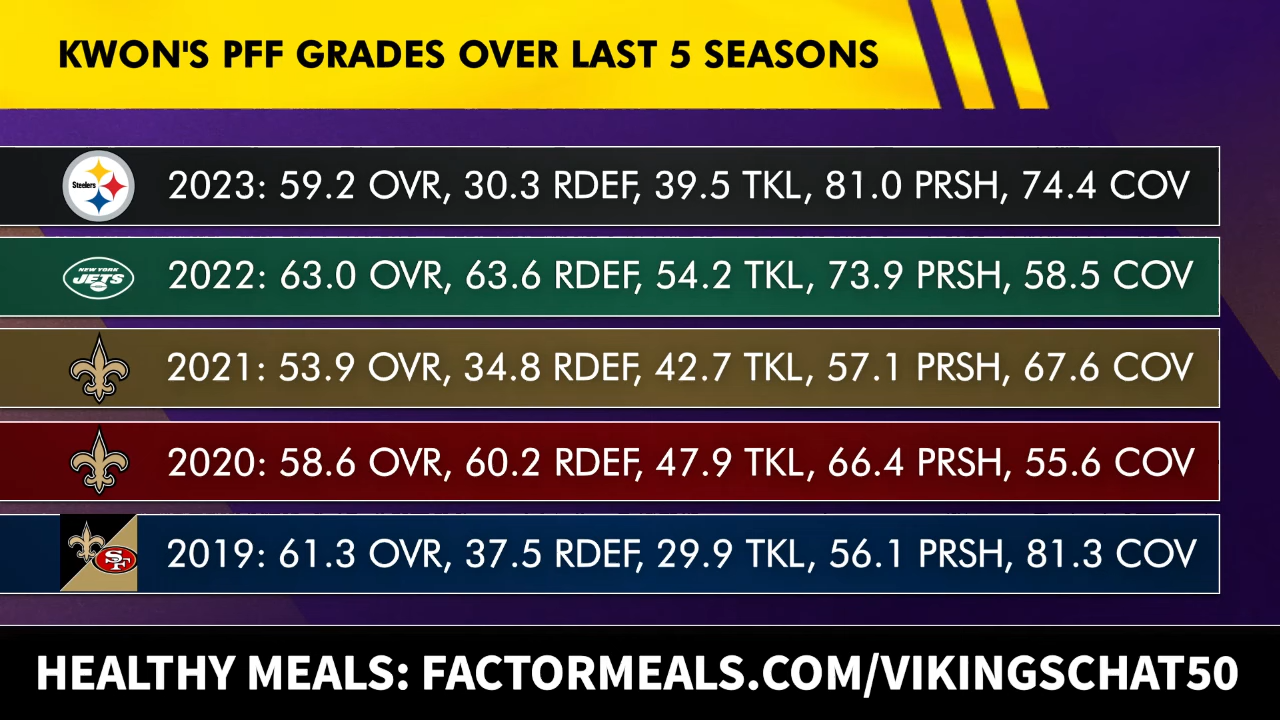 KWON'S PFF GRADES OVER LAST 5 SEASONS
Steelers
2023: 59.2 OVR, 30.3 RDEF, 39.5 TKL, 81.0 PRSH, 74.4 COV
NEW YORK
JETS
2022: 63.0 OVR, 63.6 RDEF, 54.2 TKL, 73.9 PRSH, 58.5 COV
2021: 53.9 OVR, 34.8 RDEF, 42.7 TKL, 57.1 PRSH, 67.6 COV
2020: 58.6 OVR, 60.2 RDEF, 47.9 TKL, 66.4 PRSH, 55.6 COV
SF
2019: 61.3 OVR, 37.5 RDEF, 29.9 TKL, 56.1 PRSH, 81.3 COV
HEALTHY MEALS: FACTORMEALS.COM/VIKINGSCHAT50